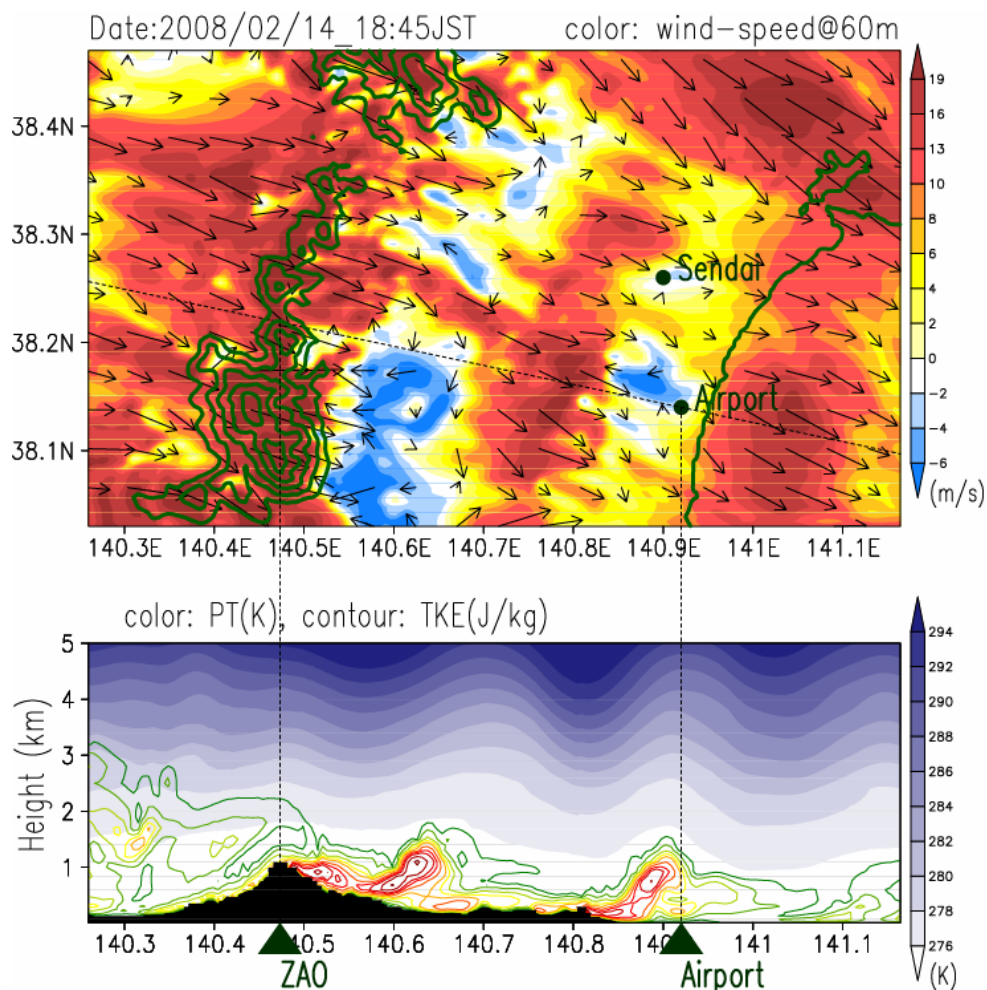 Date:2008/02/14_18:45JST color: wind-speed@60m
19
16
13
10
8
6
4
2
0
-2
-4
-6
(m/s)
38.4N
38.3N
38.2N
38.1N
Sendai
Airport
140.3E 140.4E 140.5E 140.6E 140.7E 140.8E 140.9E 141E 141.1E
color: PT(K), contour: TKE(J/kg)
Height (km)
5
4
3
2
1
294
292
290
288
286
284
282
280
278
276
(K)
140.3 140.4 140.5 140.6 140.7 140.8 140.9 141 141.1
ZAO Airport